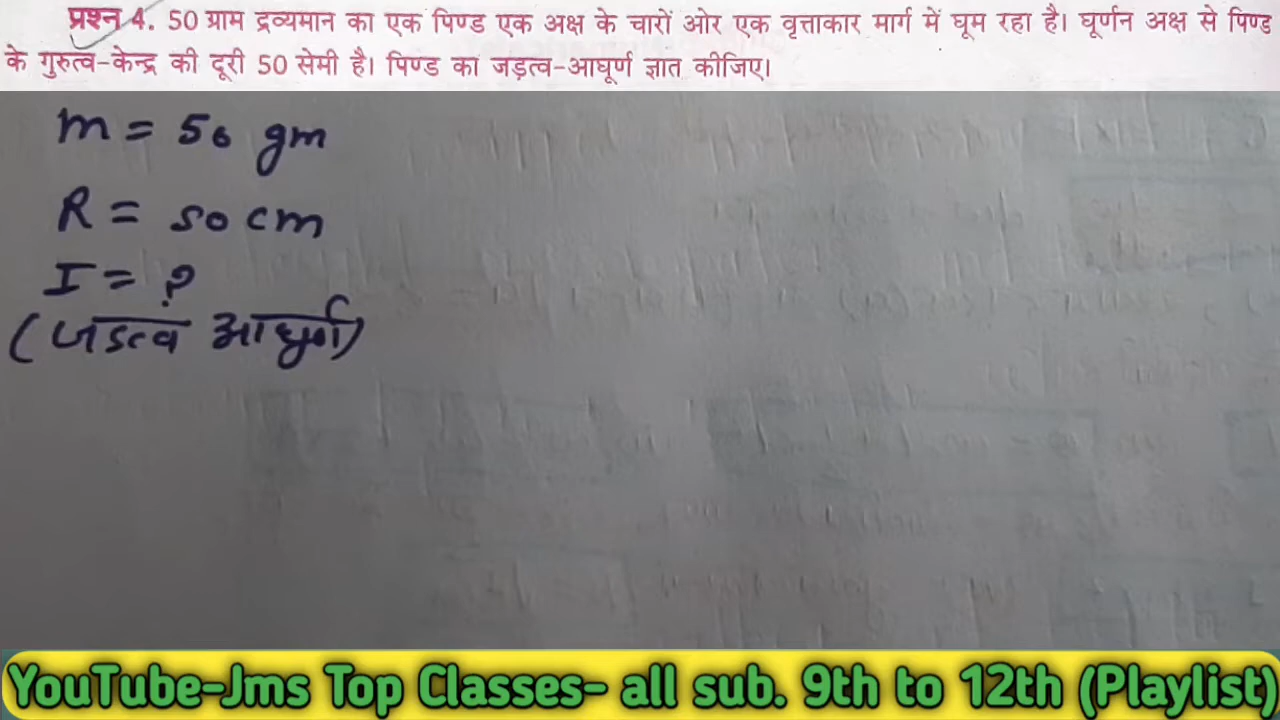 प्रश्न 4. 50 ग्राम द्रव्यमान का एक पिण्ड एक अक्ष के चारों ओर एक वृत्ताकार मार्ग में घूम रहा है। घूर्णन अक्ष से पिण्ड
के गुरुत्व-केन्द्र की दूरी 50 सेमी है। पिण्ड का जड़त्व-आघूर्ण ज्ञात कीजिए।
m = 50 gm
R = 50 cm
I = ?
(जडत्व आघुर्ण)
YouTube-Jms Top Classes- all sub. 9th to 12th (Playlist)